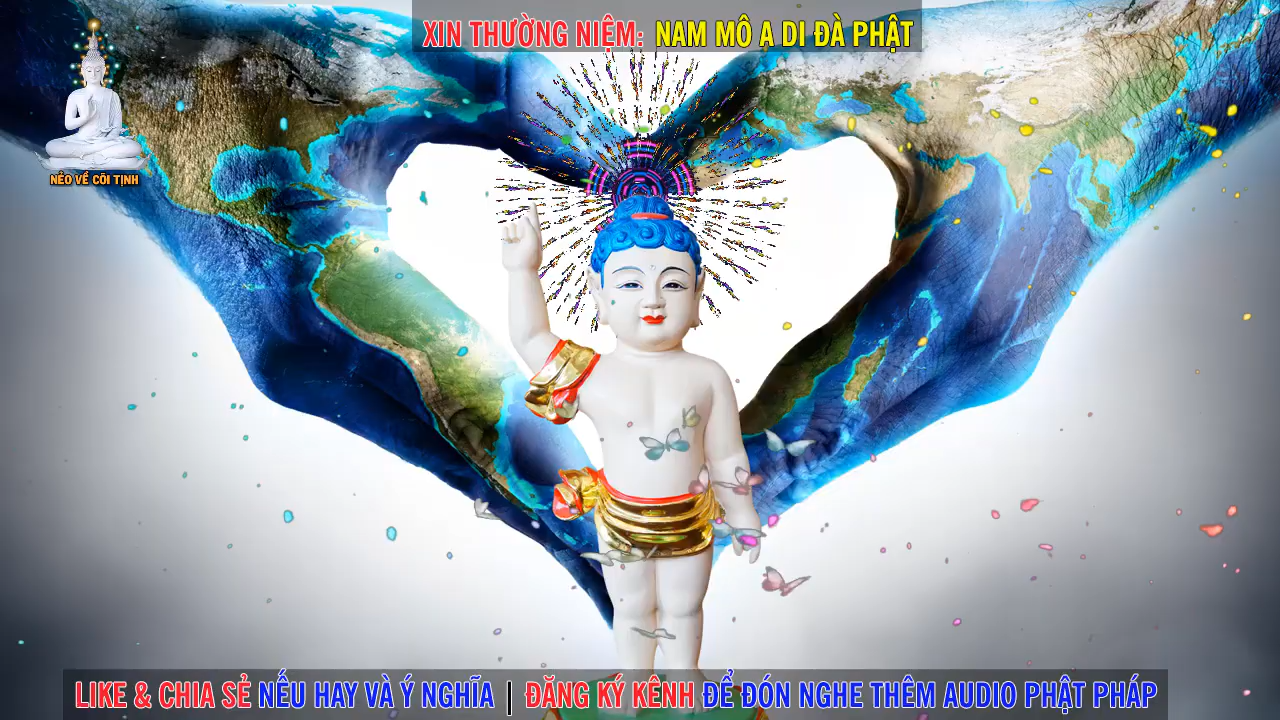 XIN THƯỜNG NIỆM: NAM MÔ A DI ĐÀ PHẬT
NẺO VỀ CÕI TỊNH
LIKE & CHIA SẺ NẾU HAY VÀ Ý NGHĨA | ĐĂNG KÝ KÊNH ĐỂ ĐÓN NGHE THÊM AUDIO PHẬT PHÁP